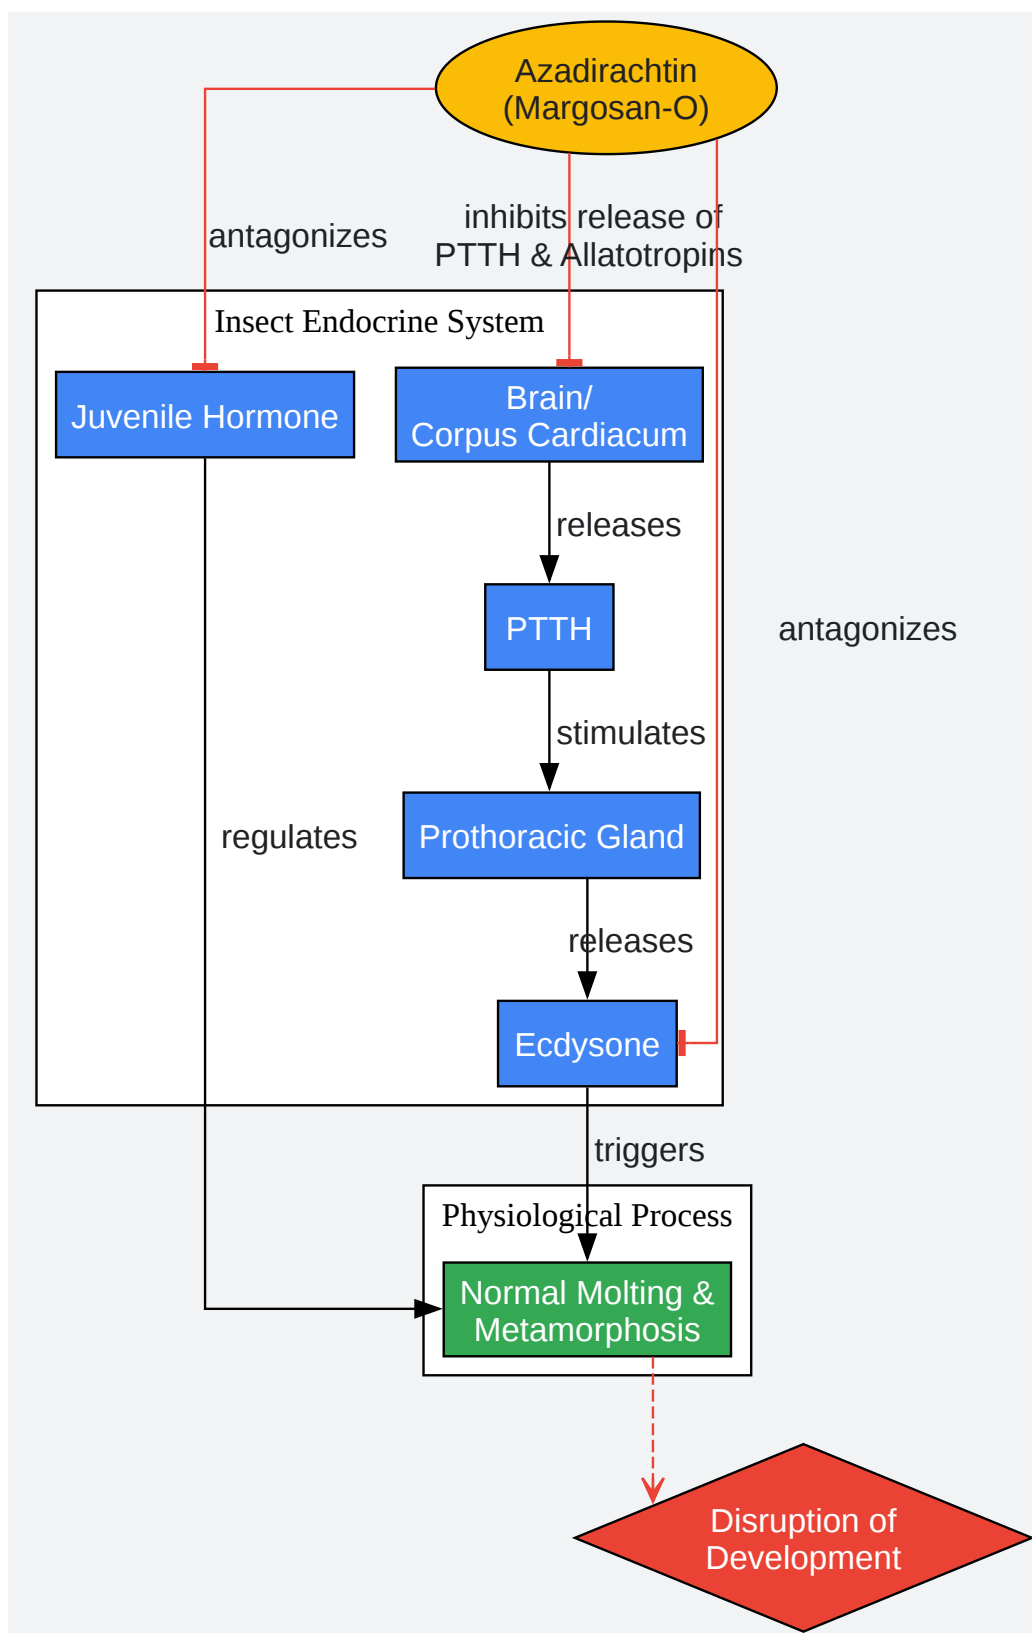 Azadirachtin
(Margosan-O)
antagonizes
inhibits release of
PTTH & Allatotropins
Insect Endocrine System
Juvenile Hormone
Brain/
Corpus Cardiacum
releases
PTTH
antagonizes
stimulates
regulates
Prothoracic Gland
releases
Ecdysone
triggers
Physiological Process
Normal Molting &
Metamorphosis
Disruption of
Development